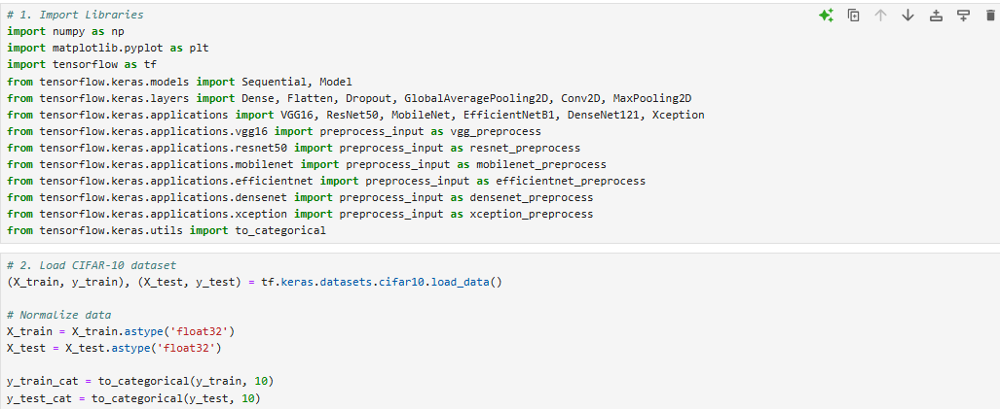 # 1. Import Libraries
import numpy as np
import matplotlib.pyplot as plt
import tensorflow as tf
from tensorflow.keras.models import Sequential, Model
from tensorflow.keras.layers import Dense, Flatten, Dropout, GlobalAveragePooling2D, Conv2D, MaxPooling2D
from tensorflow.keras.applications import VGG16, ResNet50, MobileNet, EfficientNetB1, DenseNet121, Xception
from tensorflow.keras.applications.vgg16 import preprocess_input as vgg_preprocess
from tensorflow.keras.applications.resnet50 import preprocess_input as resnet_preprocess
from tensorflow.keras.applications.mobilenet import preprocess_input as mobilenet_preprocess
from tensorflow.keras.applications.efficientnet import preprocess_input as efficientnet_preprocess
from tensorflow.keras.applications.densenet import preprocess_input as densenet_preprocess
from tensorflow.keras.applications.xception import preprocess_input as xception_preprocess
from tensorflow.keras.utils import to_categorical
# 2. Load CIFAR-10 dataset
(X_train, y_train), (X_test, y_test) = tf.keras.datasets.cifar10.load_data()
# Normalize data
X_train = X_train.astype('float32')
X_test = X_test.astype('float32')
y_train_cat = to_categorical(y_train, 10)
y_test_cat = to_categorical(y_test, 10)